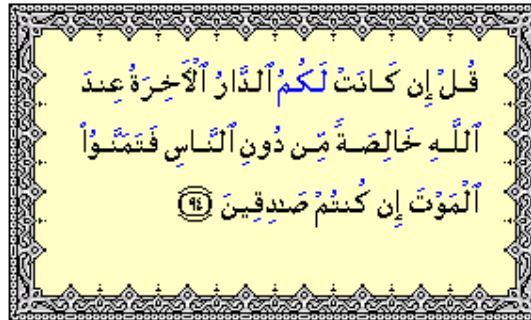 قُلْ إِن كَانَتْ لَكُمُ ٱلدَّارُ ٱلْأَخِرَةُ عِندَ
ٱللَّهِ خَالِصَةً مِّن دُونِ ٱلنَّاسِ فَتَمَنَّوُا۟
ٱلْمَوْتَ إِن كُنتُمْ صَٰدِقِينَ ٩٤